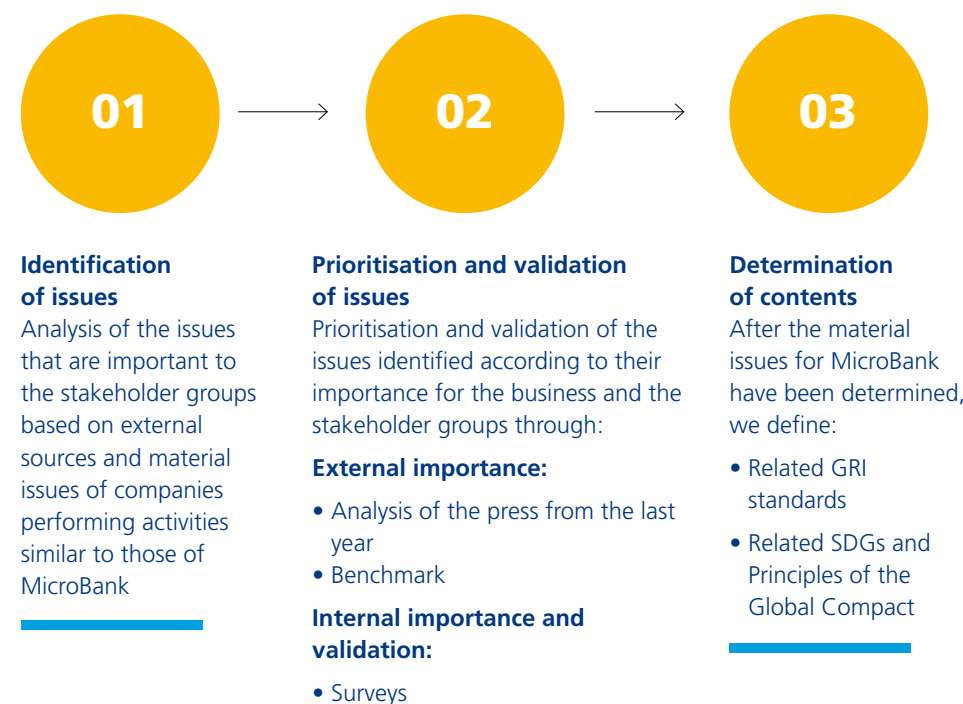 01
02
03
Identification
of issues
Analysis of the issues
that are important to
the stakeholder groups
based on external
sources and material
issues of companies
performing activities
similar to those of
MicroBank
Prioritisation and validation
of issues
Prioritisation and validation of the
issues identified according to their
importance for the business and the
stakeholder groups through:
External importance:
• Analysis of the press from the last
year
• Benchmark
Internal importance and
validation:
• Surveys
Determination
of contents
After the material
issues for MicroBank
have been determined,
we define:
• Related GRI
standards
• Related SDGs and
Principles of the
Global Compact